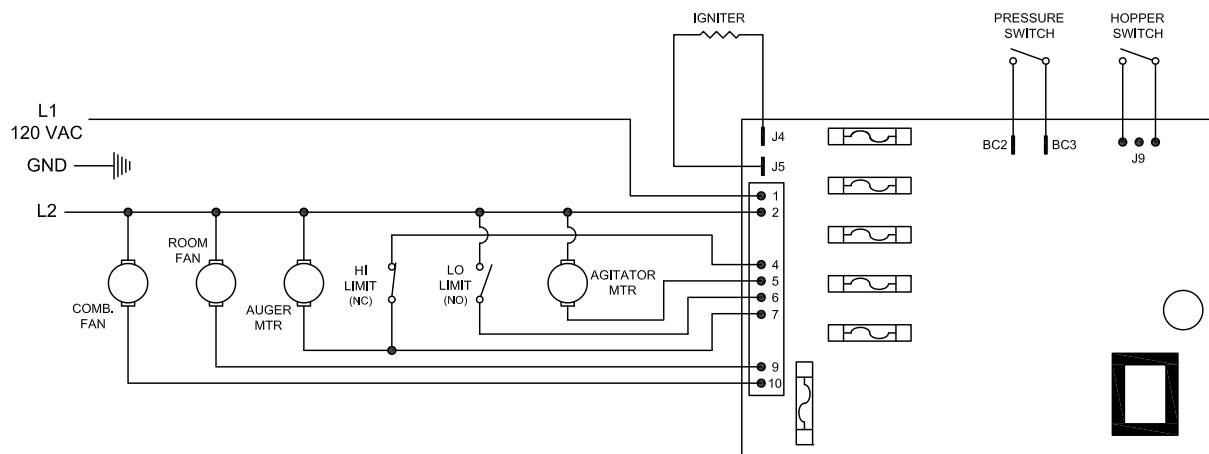 IGNITER
PRESSURE
SWITCH
HOPPER
SWITCH
L1
120 VAC
GND
L2
J4
J5
BC2
BC3
J9
1
2
4
5
6
7
9
10
ROOM
FAN
COMB.
FAN
AUGER
MTR
HI
LIMIT
(NC)
LO
LIMIT
(NO)
AGITATOR
MTR